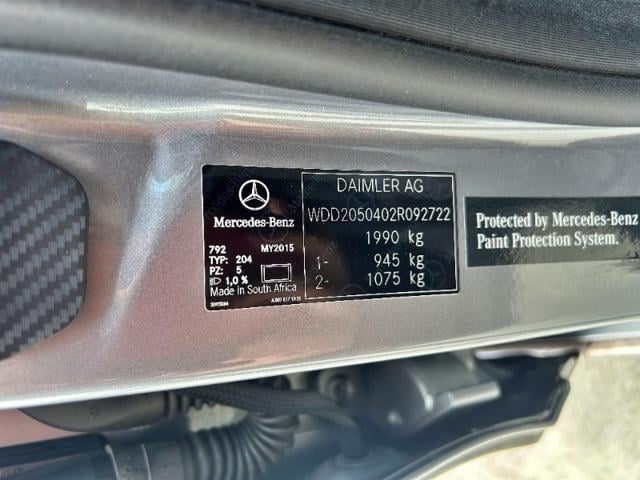 DAIMLER AG
Mercedes-Benz
WDD2050402R092722
1990 kg
1- 945 kg
2- 1075 kg
792 MY2015
TYP: 204
PZ: 5
1,0 %
Made in South Africa
Protected by Mercedes-Benz
Paint Protection System.